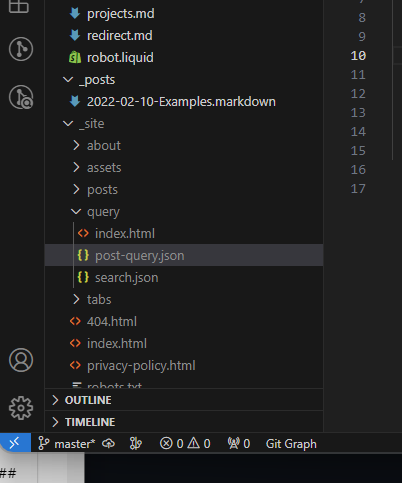 projects.md
8
redirect.md
9
robot.liquid
10
_posts
11
2022-02-10-Examples.markdown
12
_site
13
about
14
assets
15
16
posts
17
query
index.html
post-query.json
search.json
tabs
404.html
index.html
privacy-policy.html
robots.txt
OUTLINE
TIMELINE
master* 0 0 0 Git Graph
##